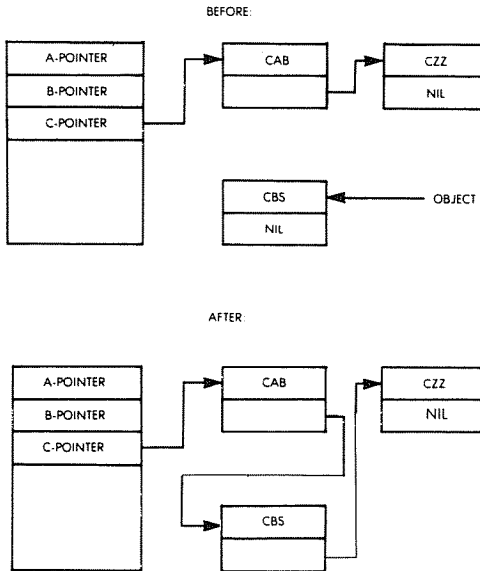 BEFORE:
A-POINTER
B-POINTER
C-POINTER
CAB
CZZ
NIL
CBS
NIL
OBJECT
AFTER:
A-POINTER
B-POINTER
C-POINTER
CAB
CZZ
NIL
CBS